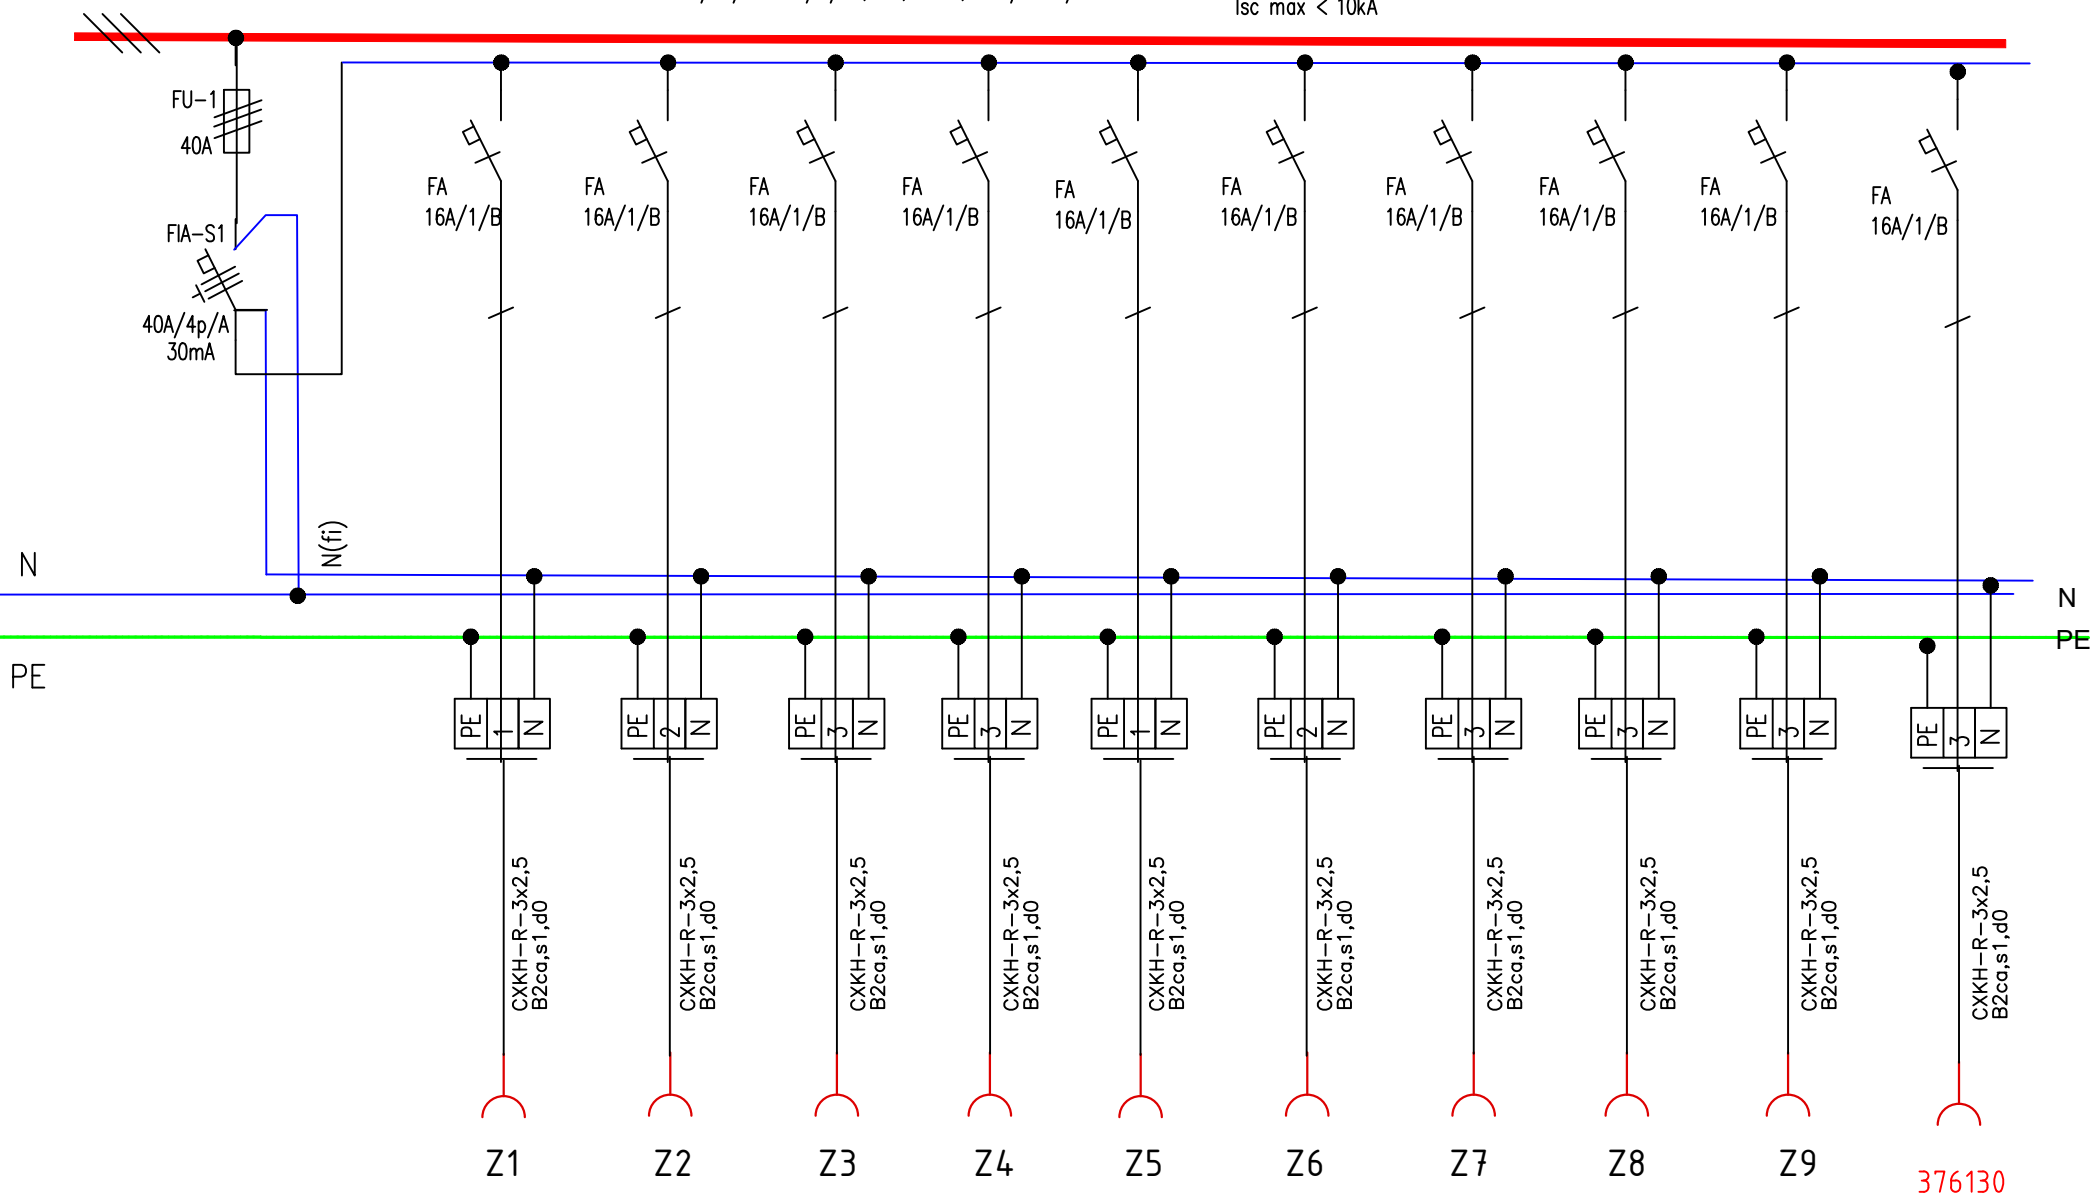 Isc max < 10kA
FU-1
40A
FIA-S1
40A/4p/A
30mA
FA
16A/1/B
FA
16A/1/B
FA
16A/1/B
FA
16A/1/B
FA
16A/1/B
FA
16A/1/B
FA
16A/1/B
FA
16A/1/B
FA
16A/1/B
FA
16A/1/B
N(fi)
N
N
PE
PE
PE 1 N
PE 2 N
PE 3 N
PE 3 N
PE 1 N
PE 2 N
PE 3 N
PE 3 N
PE 3 N
PE 3 N
CXKH-R-3x2,5
B2ca,s1,d0
CXKH-R-3x2,5
B2ca,s1,d0
CXKH-R-3x2,5
B2ca,s1,d0
CXKH-R-3x2,5
B2ca,s1,d0
CXKH-R-3x2,5
B2ca,s1,d0
CXKH-R-3x2,5
B2ca,s1,d0
CXKH-R-3x2,5
B2ca,s1,d0
CXKH-R-3x2,5
B2ca,s1,d0
CXKH-R-3x2,5
B2ca,s1,d0
CXKH-R-3x2,5
B2ca,s1,d0
Z1 Z2 Z3 Z4 Z5 Z6 Z7 Z8 Z9
376130